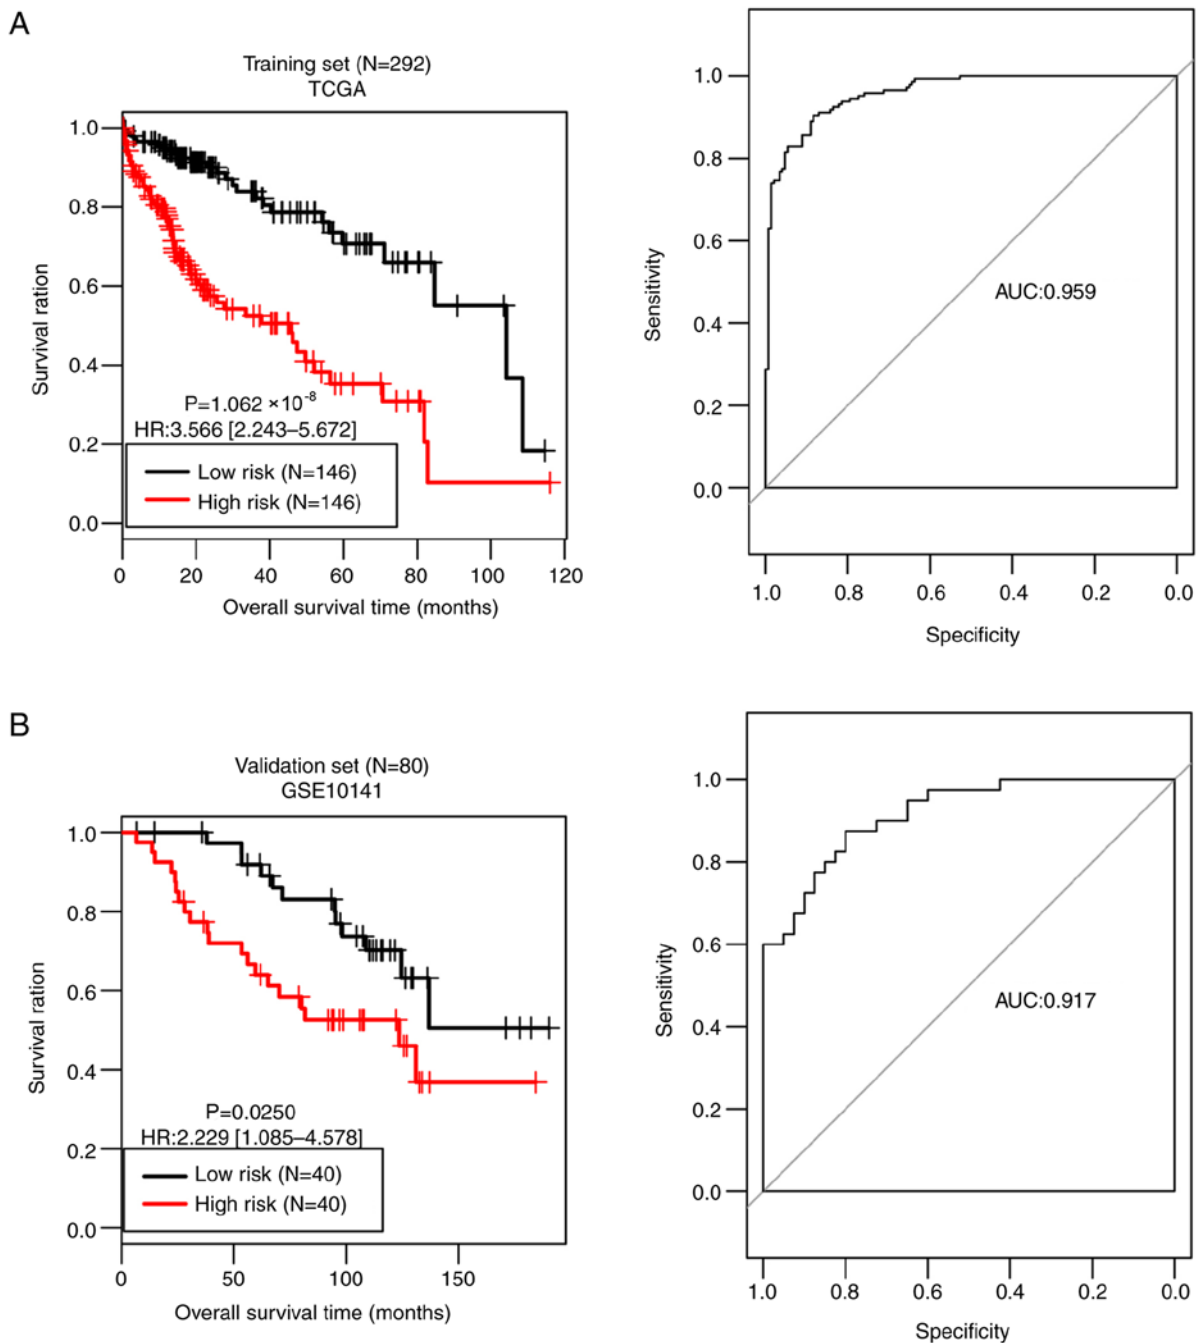 A
Training set (N=292)
TCGA
1.0
0.8
0.6
0.4
0.2
0.0
Survival ration
P=1.062 ×10-8
HR:3.566 [2.243–5.672]
Low risk (N=146)
High risk (N=146)
0 20 40 60 80 100 120
Overall survival time (months)
1.0
0.8
0.6
0.4
0.2
0.0
Sensitivity
AUC:0.959
1.0 0.8 0.6 0.4 0.2 0.0
Specificity
B
Validation set (N=80)
GSE10141
1.0
0.8
0.6
0.4
0.2
0.0
Survival ration
P=0.0250
HR:2.229 [1.085–4.578]
Low risk (N=40)
High risk (N=40)
0 50 100 150
Overall survival time (months)
1.0
0.8
0.6
0.4
0.2
0.0
Sensitivity
AUC:0.917
1.0 0.8 0.6 0.4 0.2 0.0
Specificity